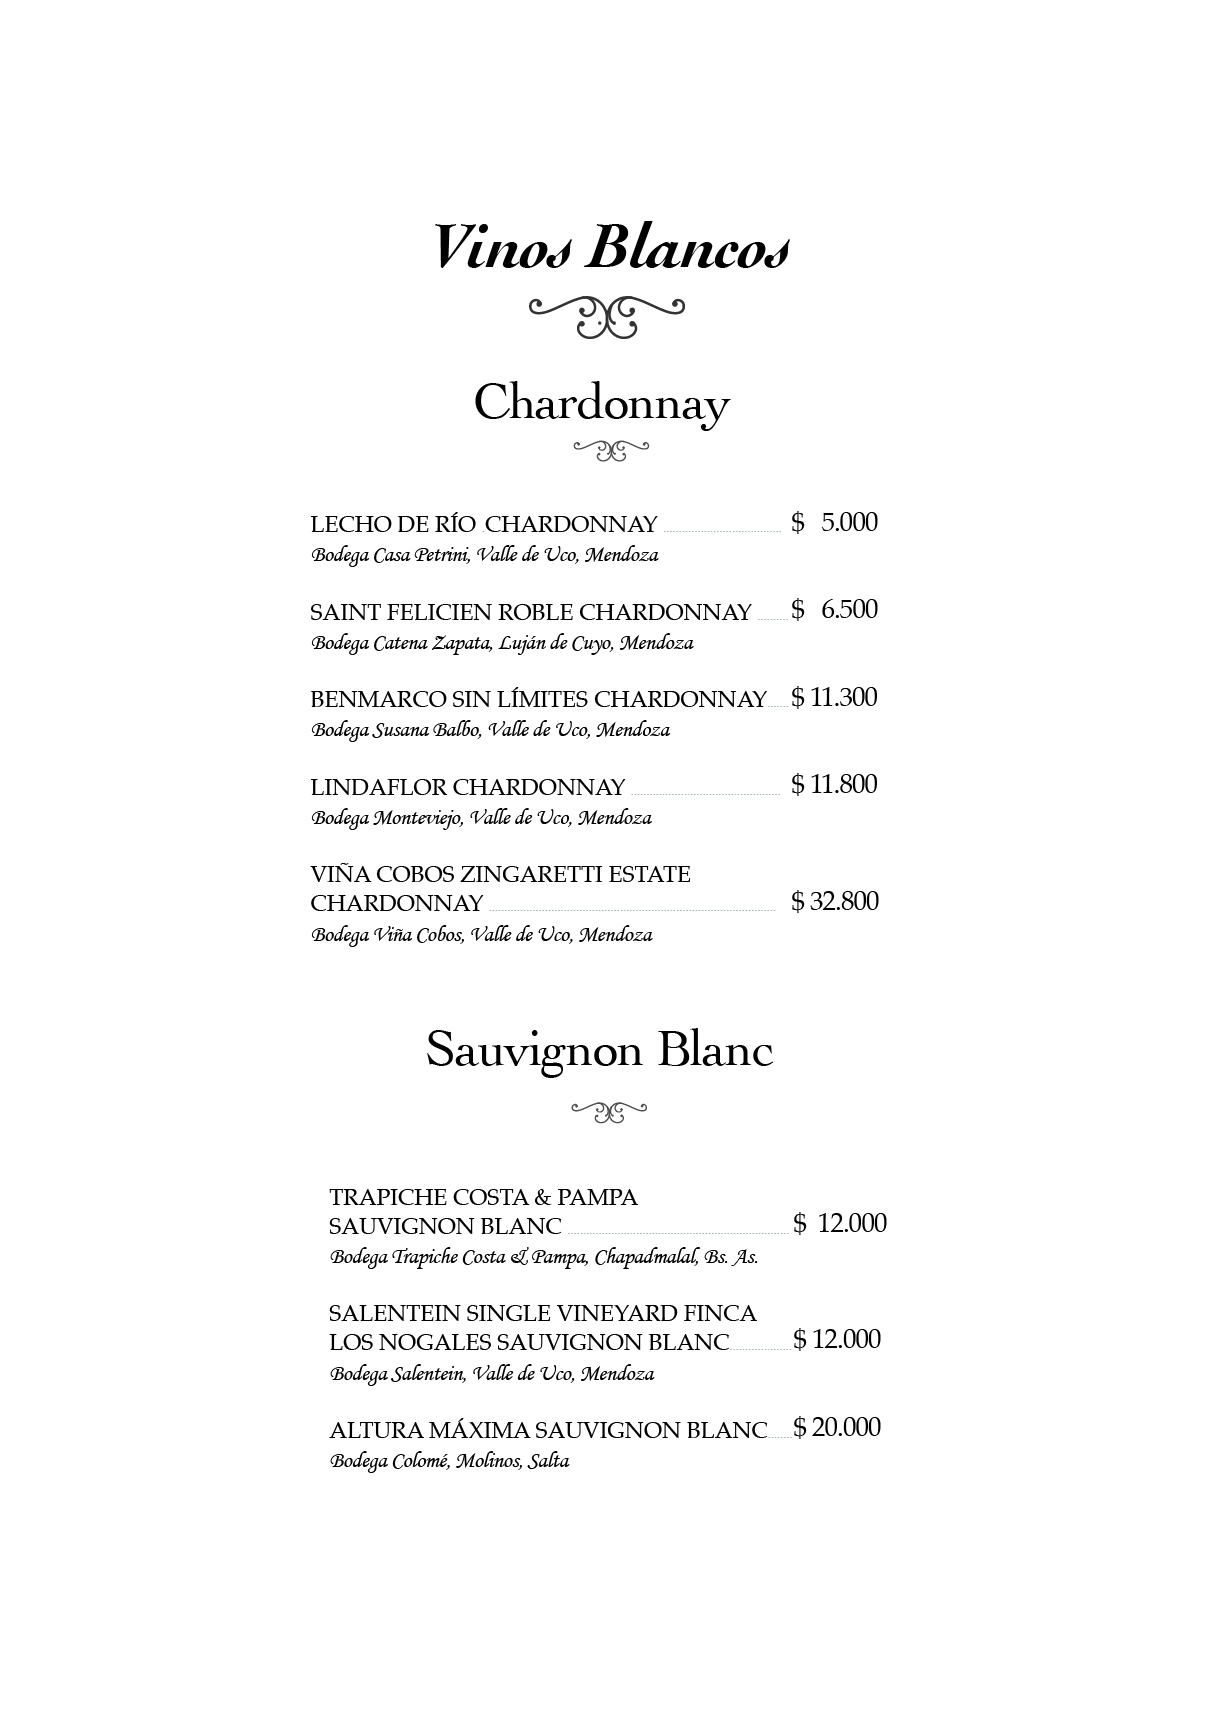 Vinos Blancos
Chardonnay
LECHO DE RÍO CHARDONNAY $ 5.000
Bodega Casa Petrini, Valle de Uco, Mendoza
SAINT FELICIEN ROBLE CHARDONNAY $ 6.500
Bodega Catena Zapata, Luján de Cuyo, Mendoza
BENMARCO SIN LÍMITES CHARDONNAY $ 11.300
Bodega Susana Balbo, Valle de Uco, Mendoza
LINDAFLOR CHARDONNAY $ 11.800
Bodega Monteviejo, Valle de Uco, Mendoza
VIÑA COBOS ZINGARETTI ESTATE
CHARDONNAY $ 32.800
Bodega Viña Cobos, Valle de Uco, Mendoza
Sauvignon Blanc
TRAPICHE COSTA & PAMPA
SAUVIGNON BLANC $ 12.000
Bodega Trapiche Costa & Pampa, Chapadmalal, Bs. As.
SALENTEIN SINGLE VINEYARD FINCA
LOS NOGALES SAUVIGNON BLANC $ 12.000
Bodega Salentein, Valle de Uco, Mendoza
ALTURA MÁXIMA SAUVIGNON BLANC $ 20.000
Bodega Colomé, Molinos, Salta